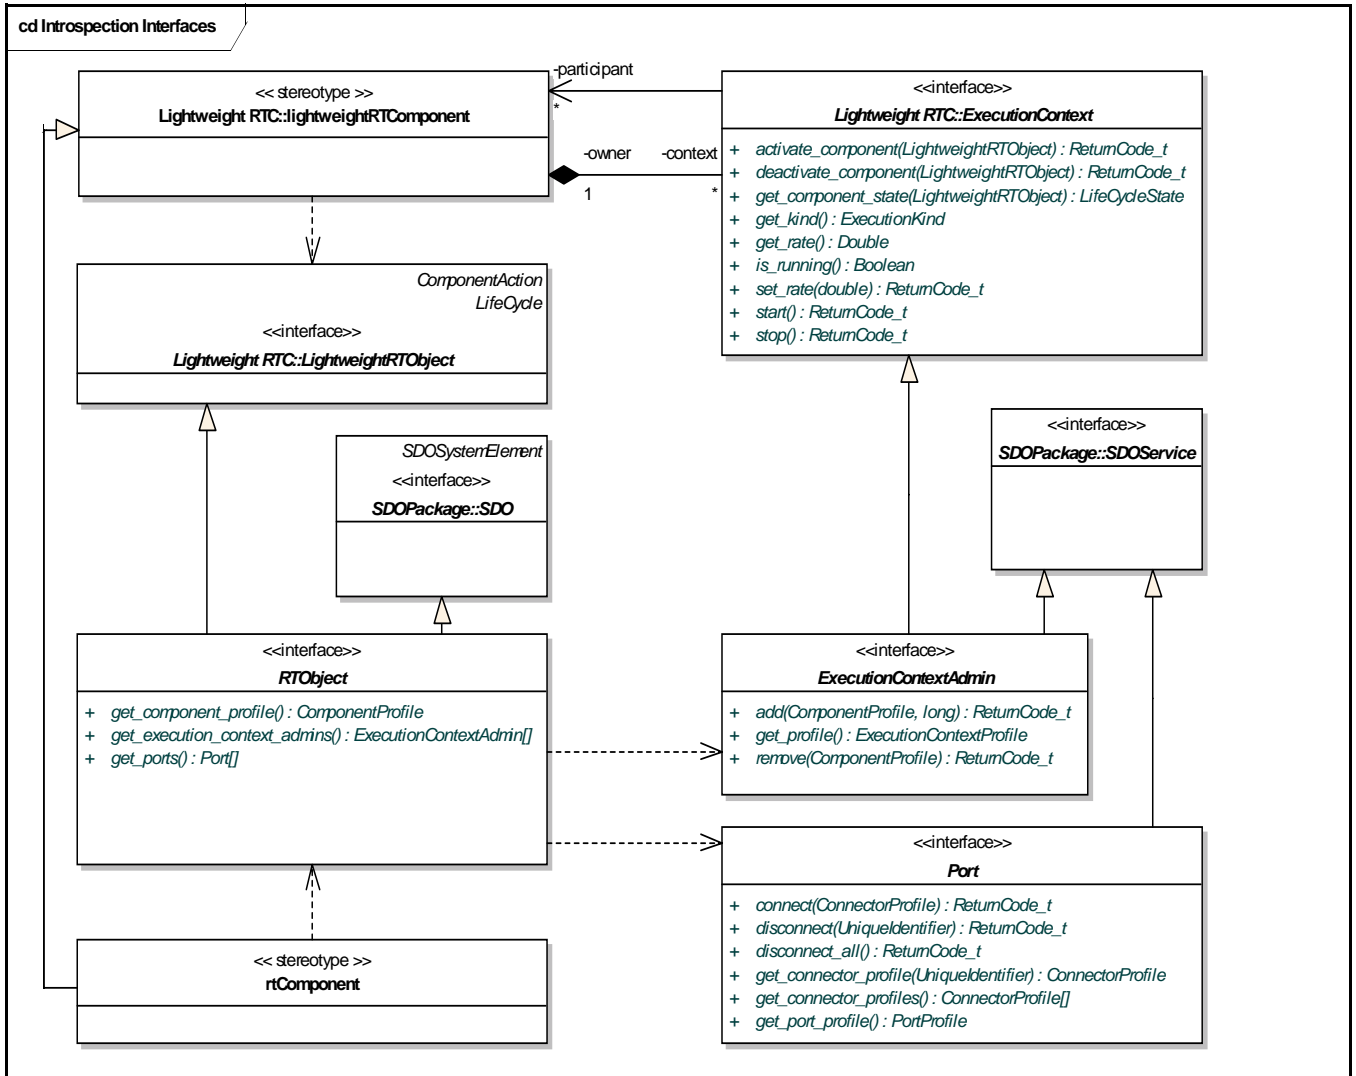 cd Introspection Interfaces
<< stereotype >>
Lightweight RTC::lightweightRTComponent
-participant
*
-owner
1
-context
*
<<interface>>
Lightweight RTC::ExecutionContext
+ activate_component(LightweightRTObject) : ReturnCode_t
+ deactivate_component(LightweightRTObject) : ReturnCode_t
+ get_component_state(LightweightRTObject) : LifeCycleState
+ get_kind() : ExecutionKind
+ get_rate() : Double
+ is_running() : Boolean
+ set_rate(double) : ReturnCode_t
+ start() : ReturnCode_t
+ stop() : ReturnCode_t
ComponentAction
LifeCycle
<<interface>>
Lightweight RTC::LightweightRTObject
SDOSystemElement
<<interface>>
SDOPackage::SDO
<<interface>>
SDOPackage::SDOService
<<interface>>
RTObject
+ get_component_profile() : ComponentProfile
+ get_execution_context_admins() : ExecutionContextAdmin[]
+ get_ports() : Port[]
<<interface>>
ExecutionContextAdmin
+ add(ComponentProfile, long) : ReturnCode_t
+ get_profile() : ExecutionContextProfile
+ remove(ComponentProfile) : ReturnCode_t
<<interface>>
Port
+ connect(ConnectorProfile) : ReturnCode_t
+ disconnect(UniqueIdentifier) : ReturnCode_t
+ disconnect_all() : ReturnCode_t
+ get_connector_profile(UniqueIdentifier) : ConnectorProfile
+ get_connector_profiles() : ConnectorProfile[]
+ get_port_profile() : PortProfile
<< stereotype >>
rtComponent